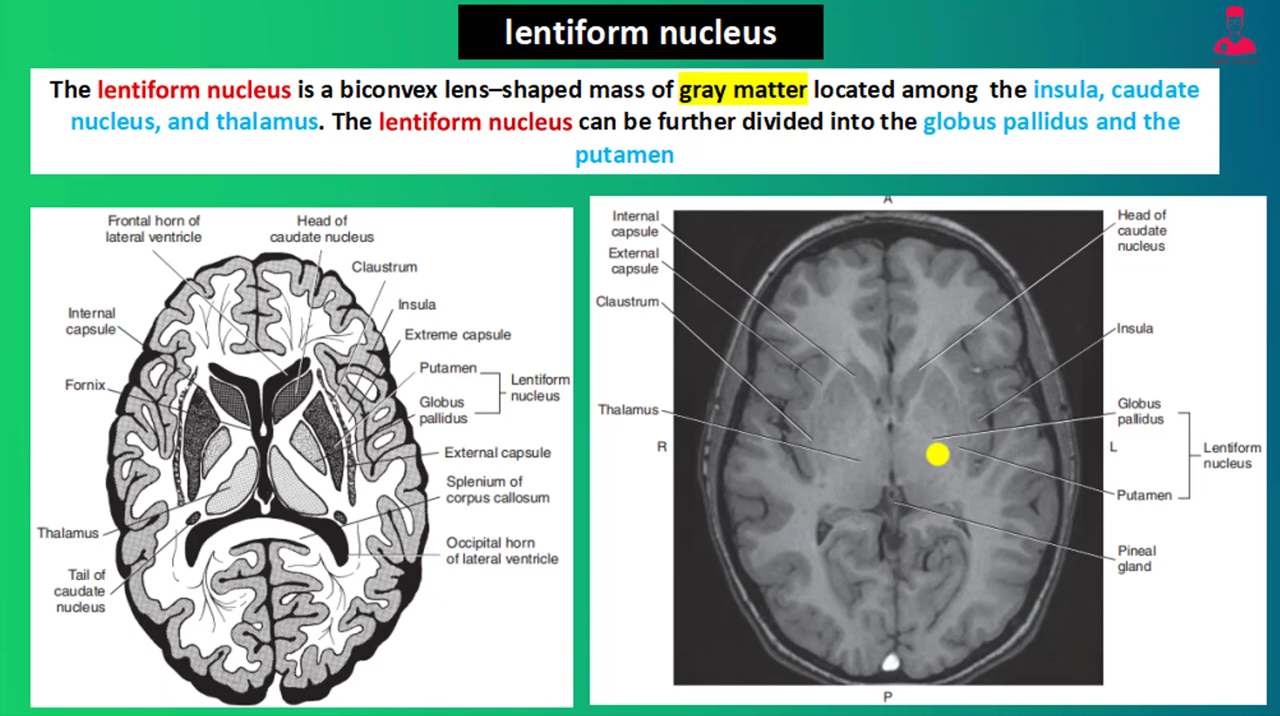 lentiform nucleus
The lentiform nucleus is a biconvex lens–shaped mass of gray matter located among the insula, caudate
nucleus, and thalamus. The lentiform nucleus can be further divided into the globus pallidus and the
putamen
Frontal horn of
lateral ventricle
Head of
caudate nucleus
Claustrum
Insula
Extreme capsule
Putamen
Globus
pallidus
Lentiform
nucleus
External capsule
Splenium of
corpus callosum
Occipital horn
of lateral ventricle
Internal
capsule
Fornix
Thalamus
Tail of
caudate
nucleus
A
Internal
capsule
External
capsule
Claustrum
Thalamus
R
Head of
caudate
nucleus
Insula
Globus
pallidus
L
Lentiform
nucleus
Putamen
Pineal
gland
P